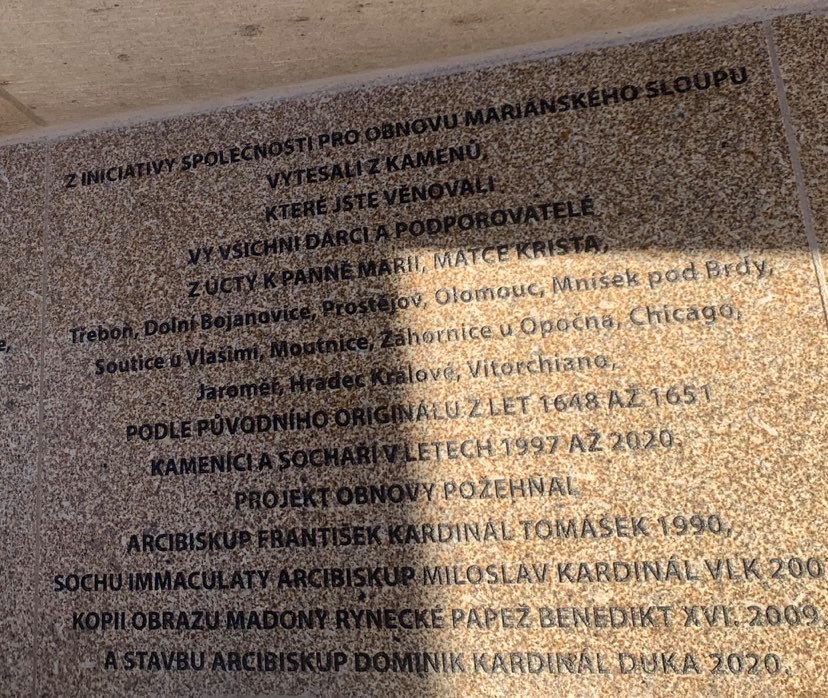 Z INICIATIVY SPOLEČNOSTI PRO OBNOVU MARIÁNSKÉHO SLOUPU
VYTESALI Z KAMENŮ,
KTERÉ JSTE VĚNOVALI
VY VŠICHNI DÁRCI A PODPOROVATELÉ
Z ÚCTY K PANNĚ MARII, MATCE KRISTA,
Třeboň, Dolní Bojanovice, Prostějov, Olomouc, Mníšek pod Brdy,
Soutice u Vlašimi, Moutnice, Záhornice u Opočna, Chicago,
Jaroměř, Hradec Králové, Vitorchiano,
PODLE PŮVODNÍHO ORIGINÁLU Z LET 1648 AŽ 1651
KAMENÍCI A SOCHAŘI V LETECH 1997 AŽ 2020.
PROJEKT OBNOVY POŽEHNAL
ARCIBISKUP FRANTIŠEK KARDINÁL TOMÁŠEK 1990,
SOCHU IMMACULATY ARCIBISKUP MILOSLAV KARDINÁL VLK 200
KOPII OBRAZU MADONY RYNECKÉ PAPEŽ BENEDIKT XVI. 2009,
A STAVBU ARCIBISKUP DOMINIK KARDINÁL DUKA 2020.